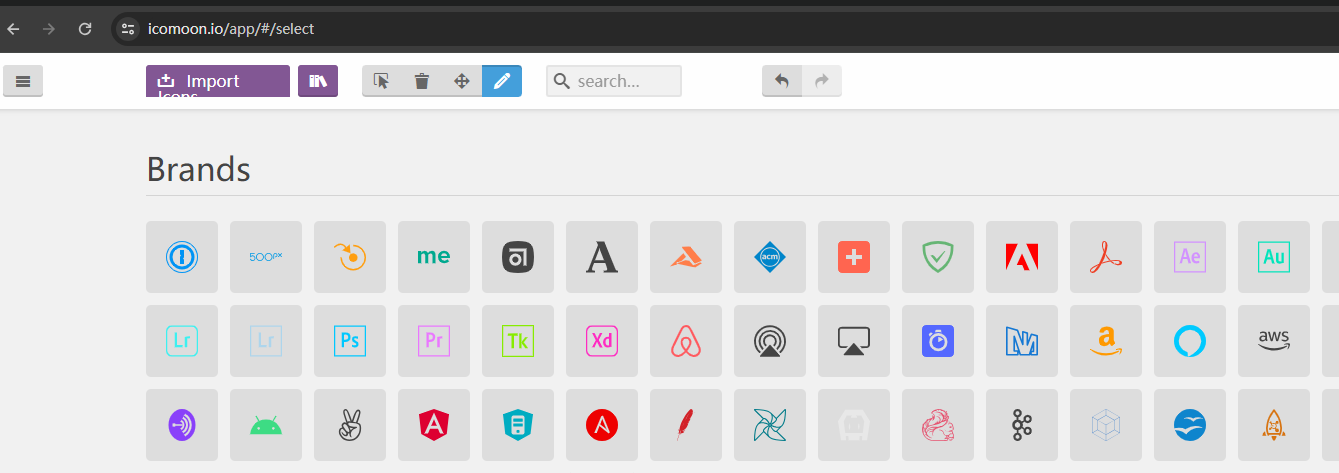 icomoon.io/app/#/select
Import
Icons
search...
Brands
500px
me
acm
Ae
Au
Lr
Lr
Ps
Pr
Tk
Xd
a
aws